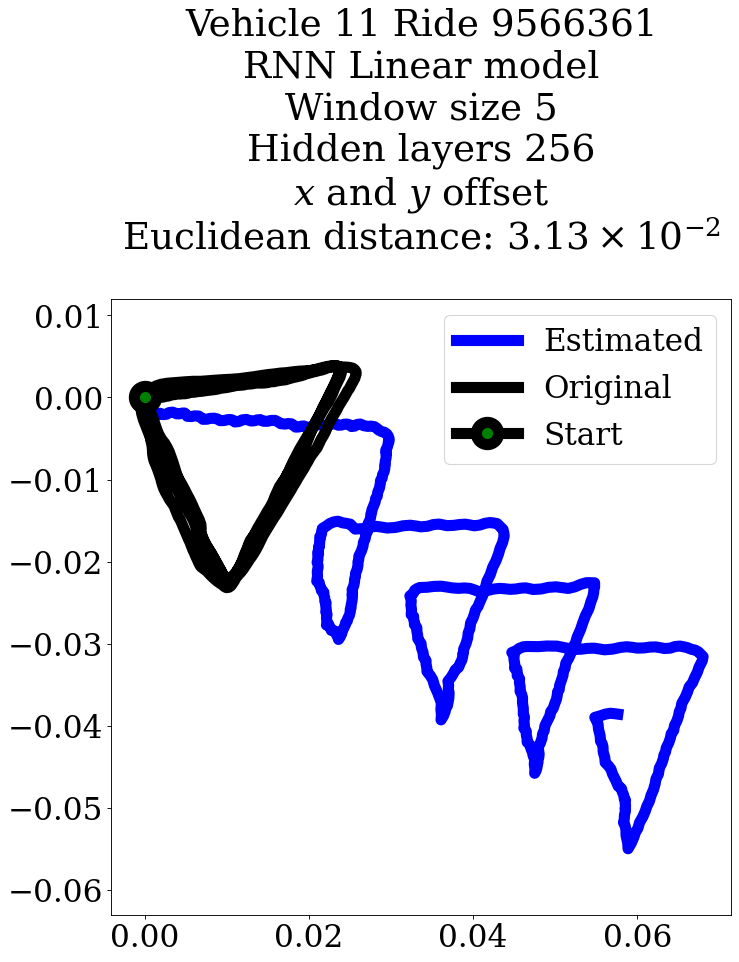 Vehicle 11 Ride 9566361
RNN Linear model
Window size 5
Hidden layers 256
x and y offset
Euclidean distance: 3.13 × 10⁻²
Estimated
Original
Start
0.01
0.00
−0.01
−0.02
−0.03
−0.04
−0.05
−0.06
0.00 0.02 0.04 0.06